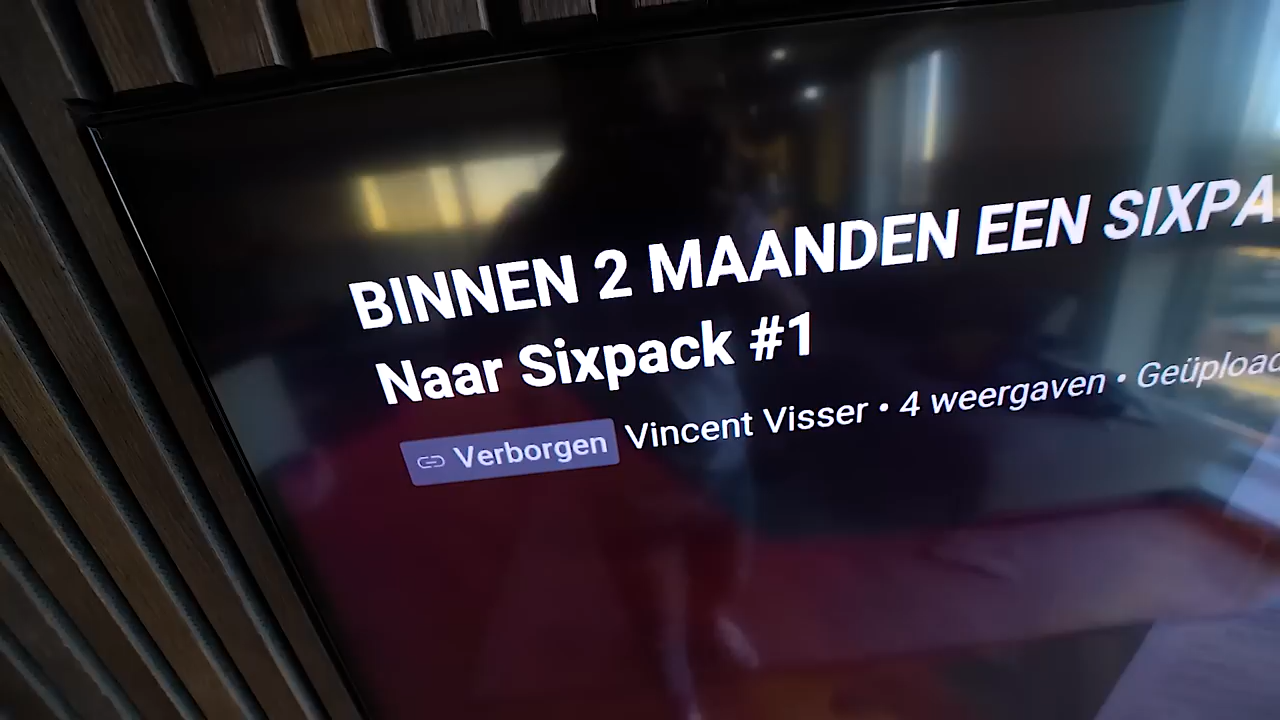 BINNEN 2 MAANDEN EEN
Naar Sixpack #1
Verborgen Vincent Visser • 4 weergaven •